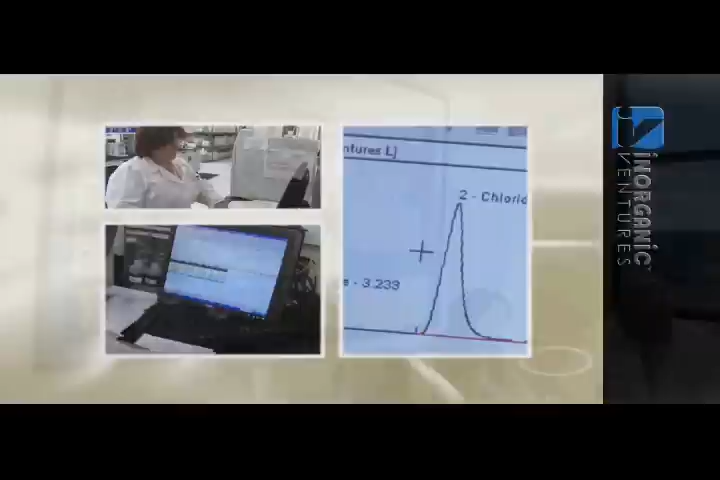 ntures L]
2 - Chlorid
- 3.233
iNORGANiC
VENTURES